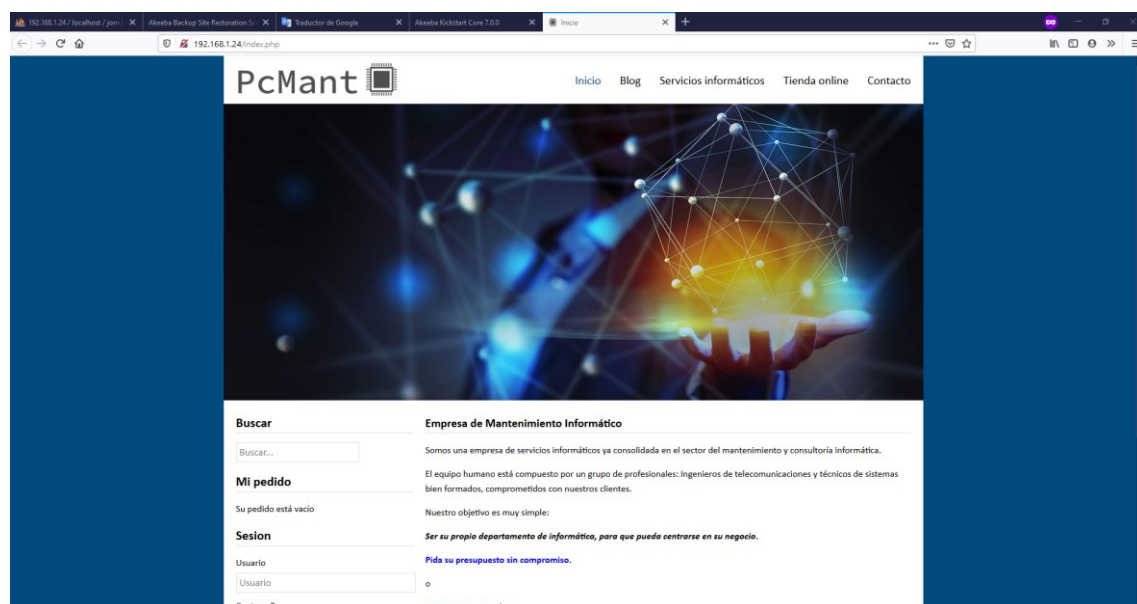 192.168.1.24 / localhost / jom
Akeeba Backup Site Restoration Sc
Traductor de Google
Akeeba Kickstart Core 7.0.0
Inicio
192.168.1.24/index.php
PcMant
Inicio Blog Servicios informáticos Tienda online Contacto
Buscar
Buscar...
Mi pedido
Su pedido está vacío
Sesion
Usuario
Usuario
Empresa de Mantenimiento Informático
Somos una empresa de servicios informáticos ya consolidada en el sector del mantenimiento y consultoría informática.
El equipo humano está compuesto por un grupo de profesionales: Ingenieros de telecomunicaciones y técnicos de sistemas
bien formados, comprometidos con nuestros clientes.
Nuestro objetivo es muy simple:
Ser su propio departamento de informática, para que pueda centrarse en su negocio.
Pida su presupuesto sin compromiso.
o